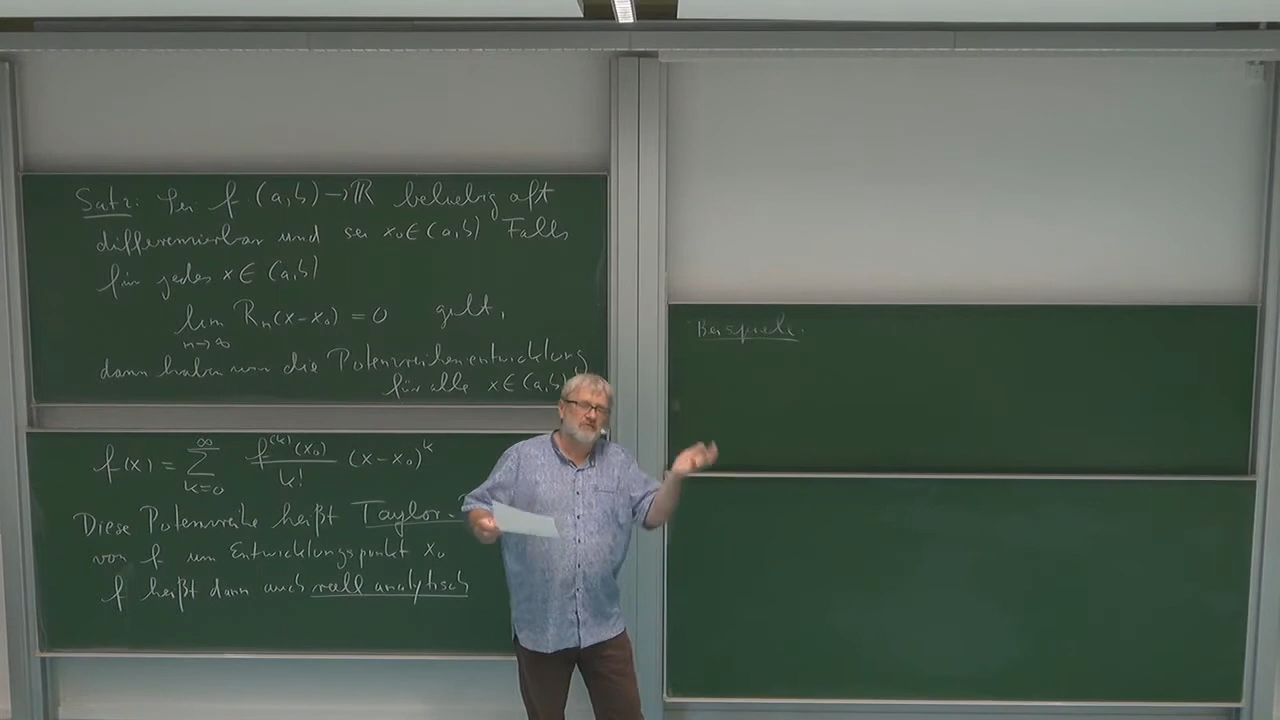 Satz: Sei f (a,b) → ℝ beliebig oft
differenzierbar und sei x₀ ∈ (a,b) Falls
für jedes x ∈ (a,b)
lim Rₙ(x-x₀) = 0 gilt,
n→∞
dann haben wir die Potenzreihenentwicklung
für alle x ∈ (a,b)
f(x) = ∑_{k=0}^{∞} f^{(k)}(x₀)/k! (x-x₀)^k
Diese Potenzreihe heißt Taylor-
von f um Entwicklungspunkt x₀
f heißt dann auch reell analytisch
Beispiele.